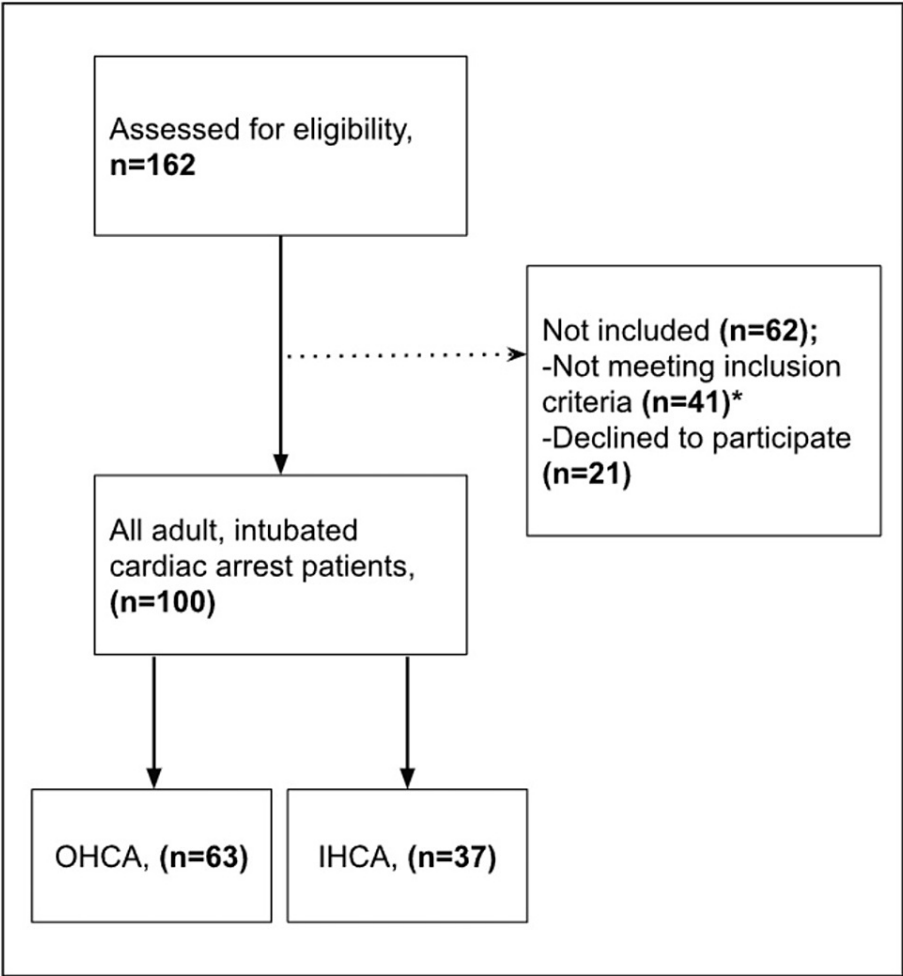 Assessed for eligibility,
n=162
Not included (n=62);
-Not meeting inclusion
criteria (n=41)*
-Declined to participate
(n=21)
All adult, intubated
cardiac arrest patients,
(n=100)
OHCA, (n=63)
IHCA, (n=37)